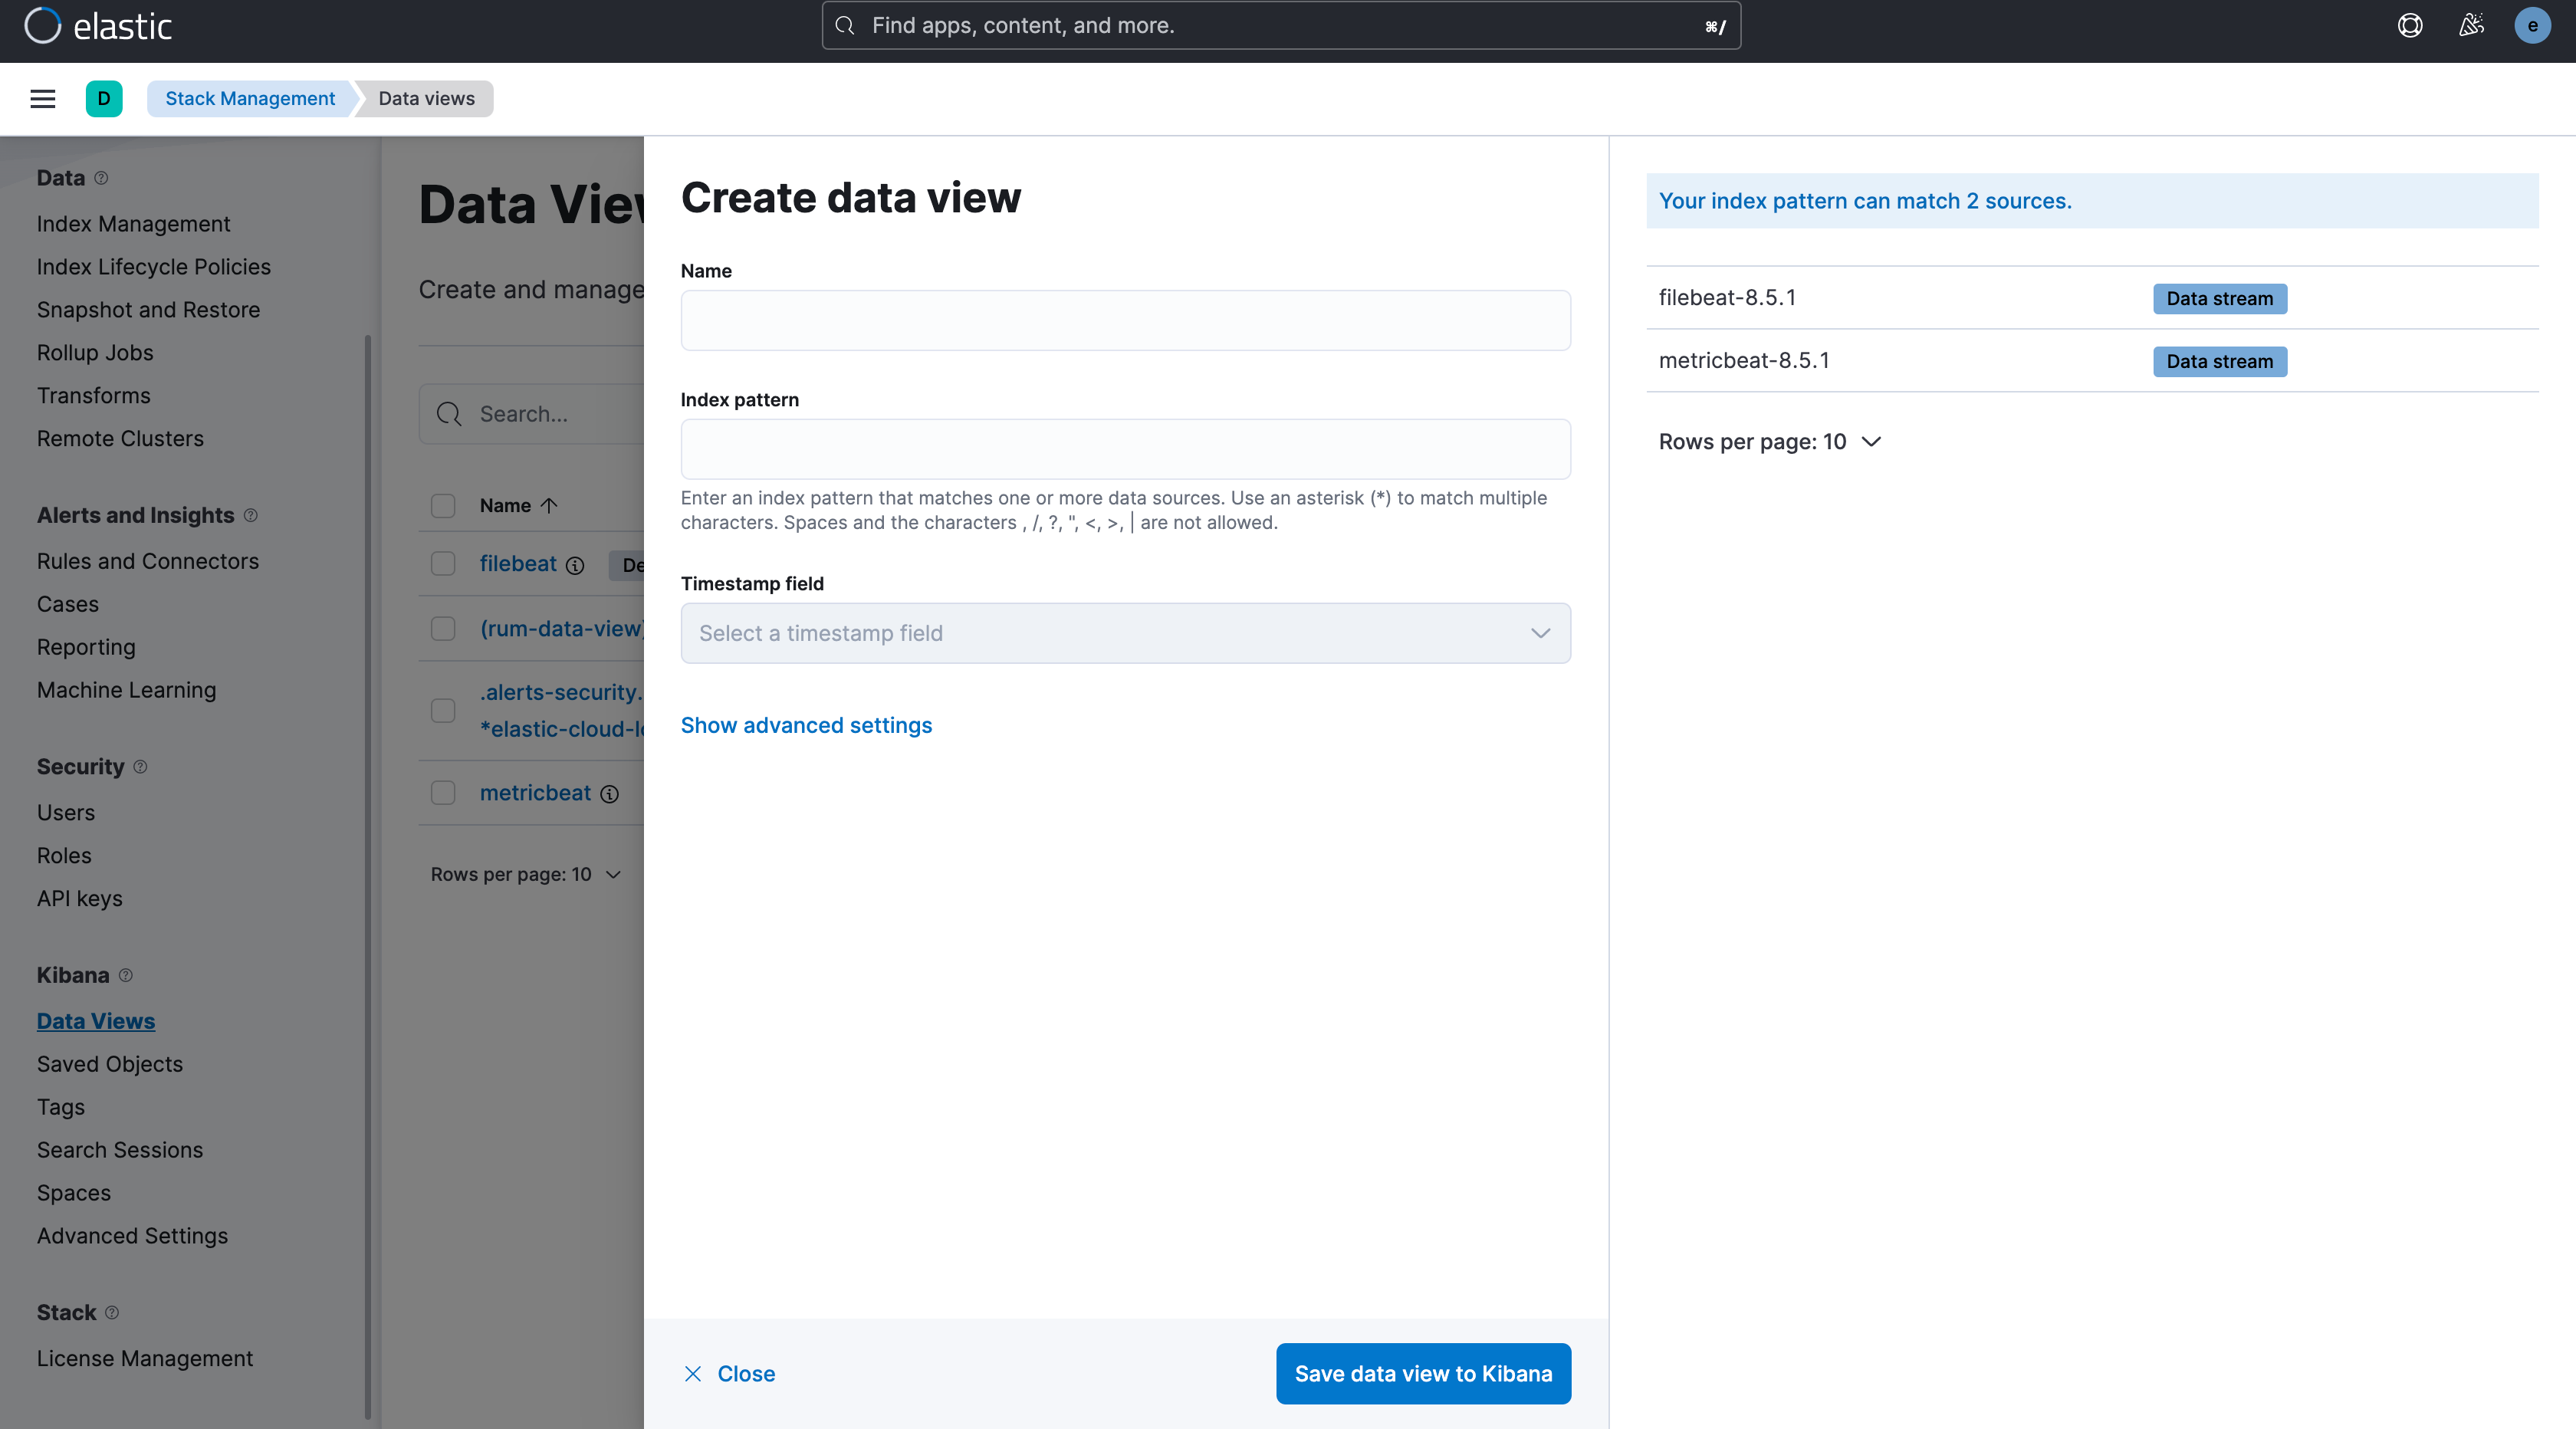 elastic
Find apps, content, and more.
⌘/
e
D
Stack Management
Data views
Data
Index Management
Index Lifecycle Policies
Snapshot and Restore
Rollup Jobs
Transforms
Remote Clusters
Alerts and Insights
Rules and Connectors
Cases
Reporting
Machine Learning
Security
Users
Roles
API keys
Kibana
Data Views
Saved Objects
Tags
Search Sessions
Spaces
Advanced Settings
Stack
License Management
Data View
Create and manage
Search...
Name
filebeat
De
(rum-data-view)
.alerts-security.
*elastic-cloud-lo
metricbeat
Rows per page: 10
Create data view
Name
Index pattern
Enter an index pattern that matches one or more data sources. Use an asterisk (*) to match multiple
characters. Spaces and the characters , /, ?, ", <, >, | are not allowed.
Timestamp field
Select a timestamp field
Show advanced settings
Close
Save data view to Kibana
Your index pattern can match 2 sources.
filebeat-8.5.1
Data stream
metricbeat-8.5.1
Data stream
Rows per page: 10